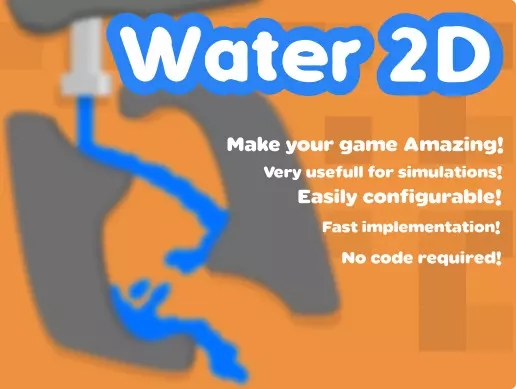 Water 2D
Make your game Amazing!
Very usefull for simulations!
Easily configurable!
Fast implementation!
No code required!